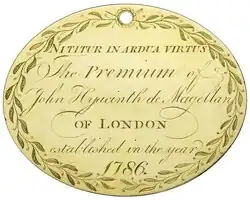 NITITUR IN ARDUA VIRTUS
The Premium of
John Hyacinth de Magellan
OF LONDON
established in the year
1786.